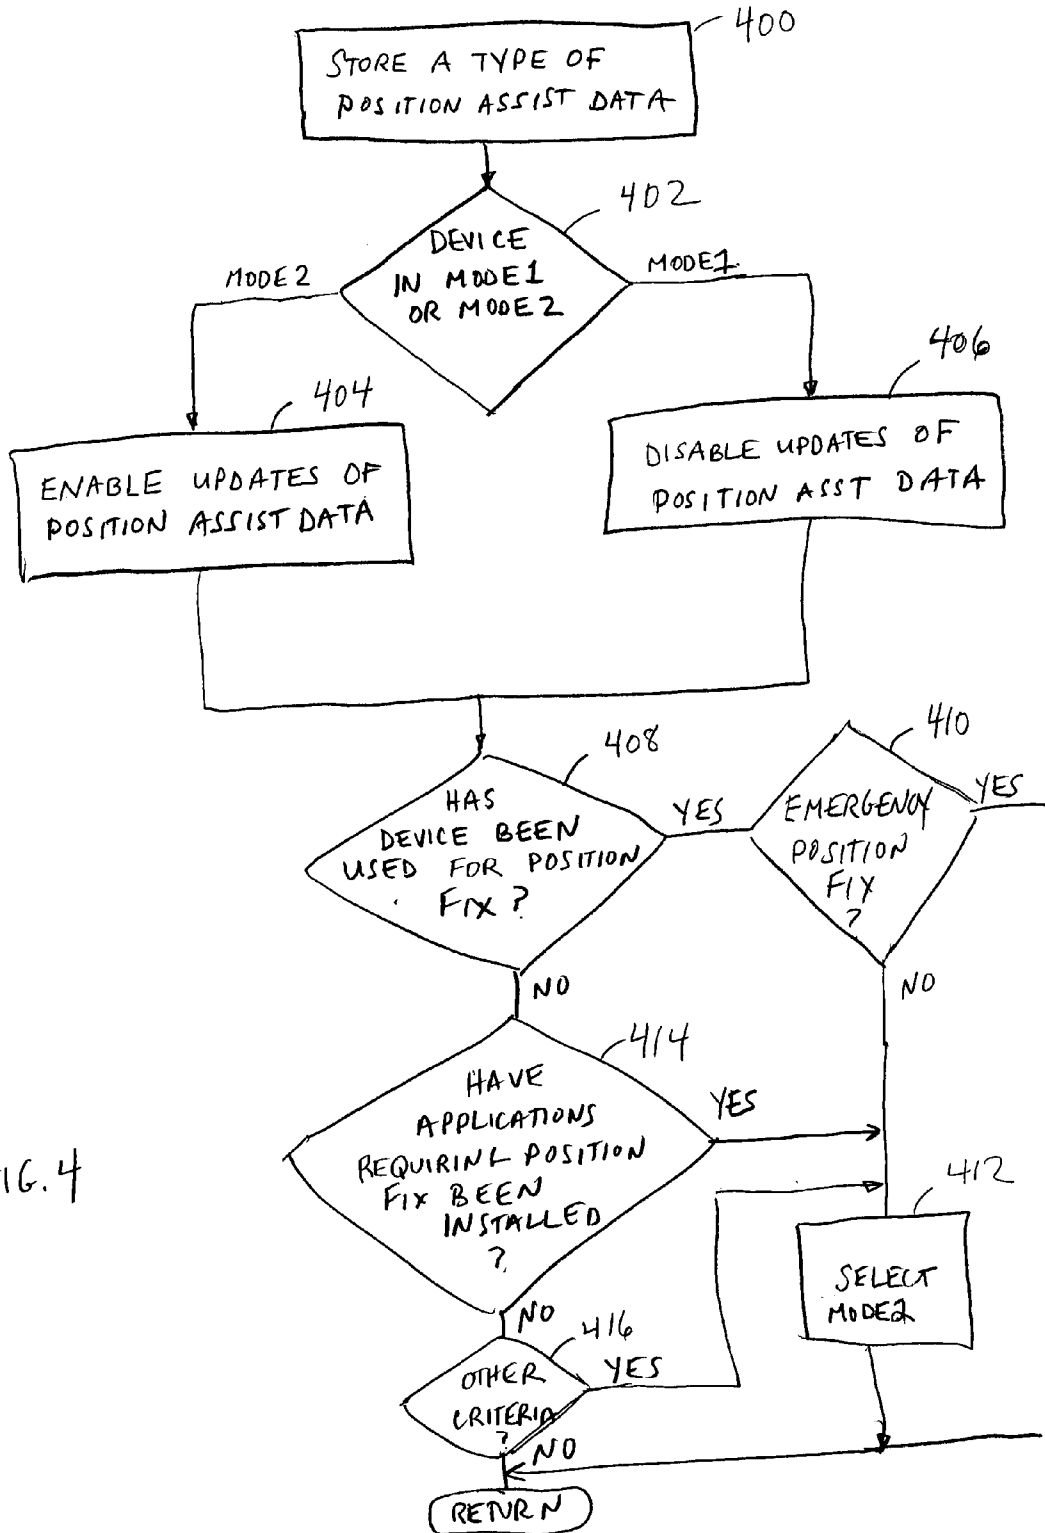 400
STORE A TYPE OF
POSITION ASSIST DATA
402
DEVICE
IN MODE1
OR MODE2
MODE2
MODE1
404
ENABLE UPDATES OF
POSITION ASSIST DATA
406
DISABLE UPDATES OF
POSITION ASST DATA
408
HAS
DEVICE BEEN
USED FOR POSITION
FIX?
YES
NO
410
EMERGENCY
POSITION
FIX
?
YES
NO
414
HAVE
APPLICATIONS
REQUIRING POSITION
FIX BEEN
INSTALLED
?
YES
NO
412
SELECT
MODE2
416
OTHER
CRITERIA
?
YES
NO
RETURN
IG. 4